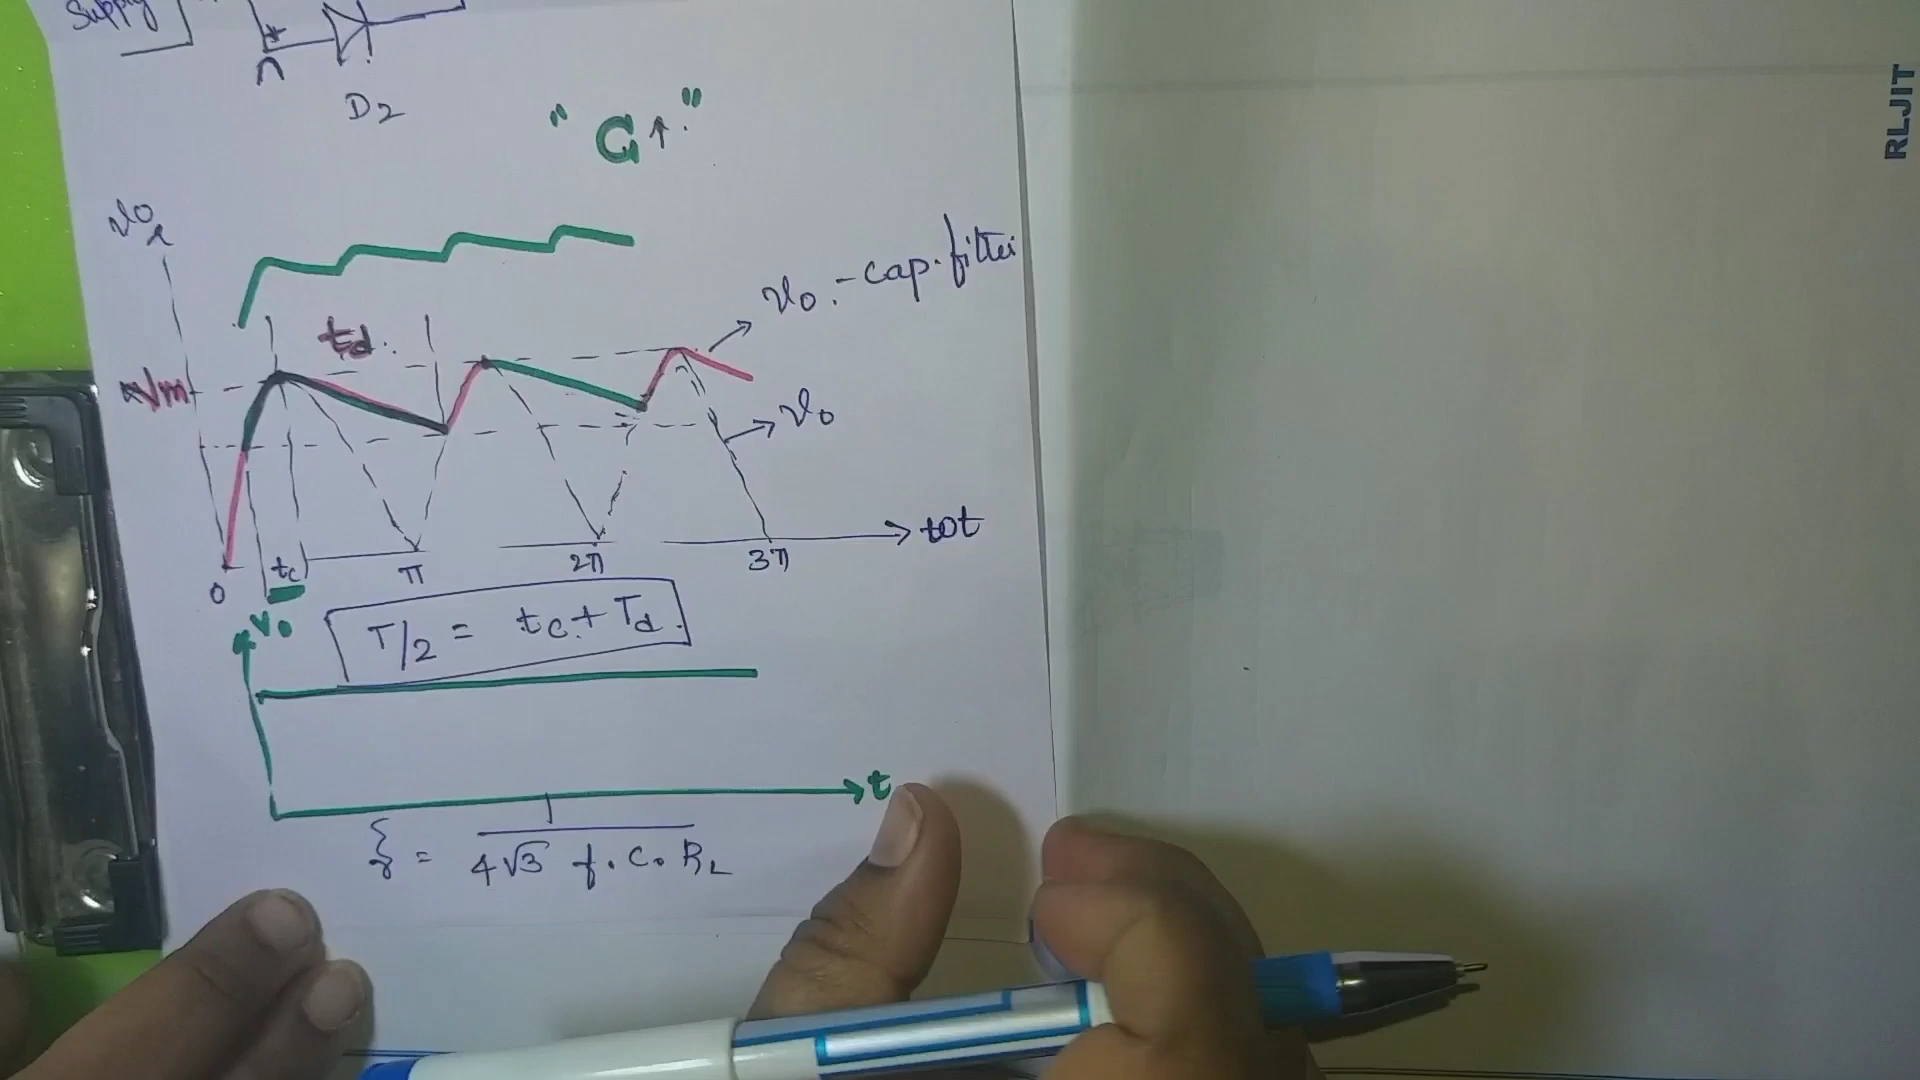 Supply
D2
" C↑ "
vo
td
vo - cap. filter
Vm
vo
ωt
0 tc π 2π 3π
T/2 = tc + Td
Vo
t
1
= 4√3 f. C. RL
RLJIT